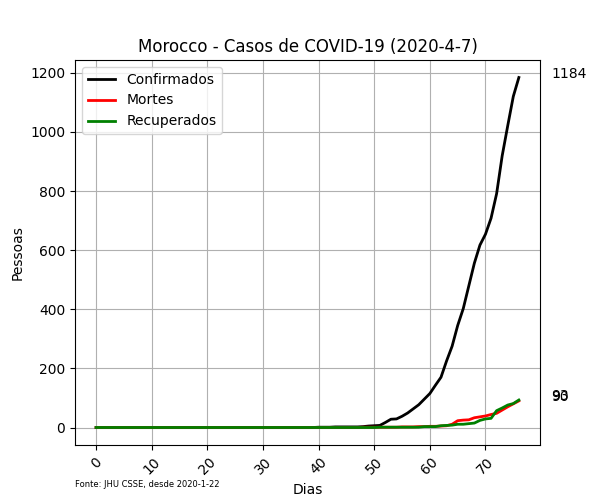 Morocco - Casos de COVID-19 (2020-4-7)
1200
1000
800
600
400
200
0
Pessoas
Confirmados
Mortes
Recuperados
1184
0
10
20
30
40
50
60
70
Dias
Fonte: JHU CSSE, desde 2020-1-22